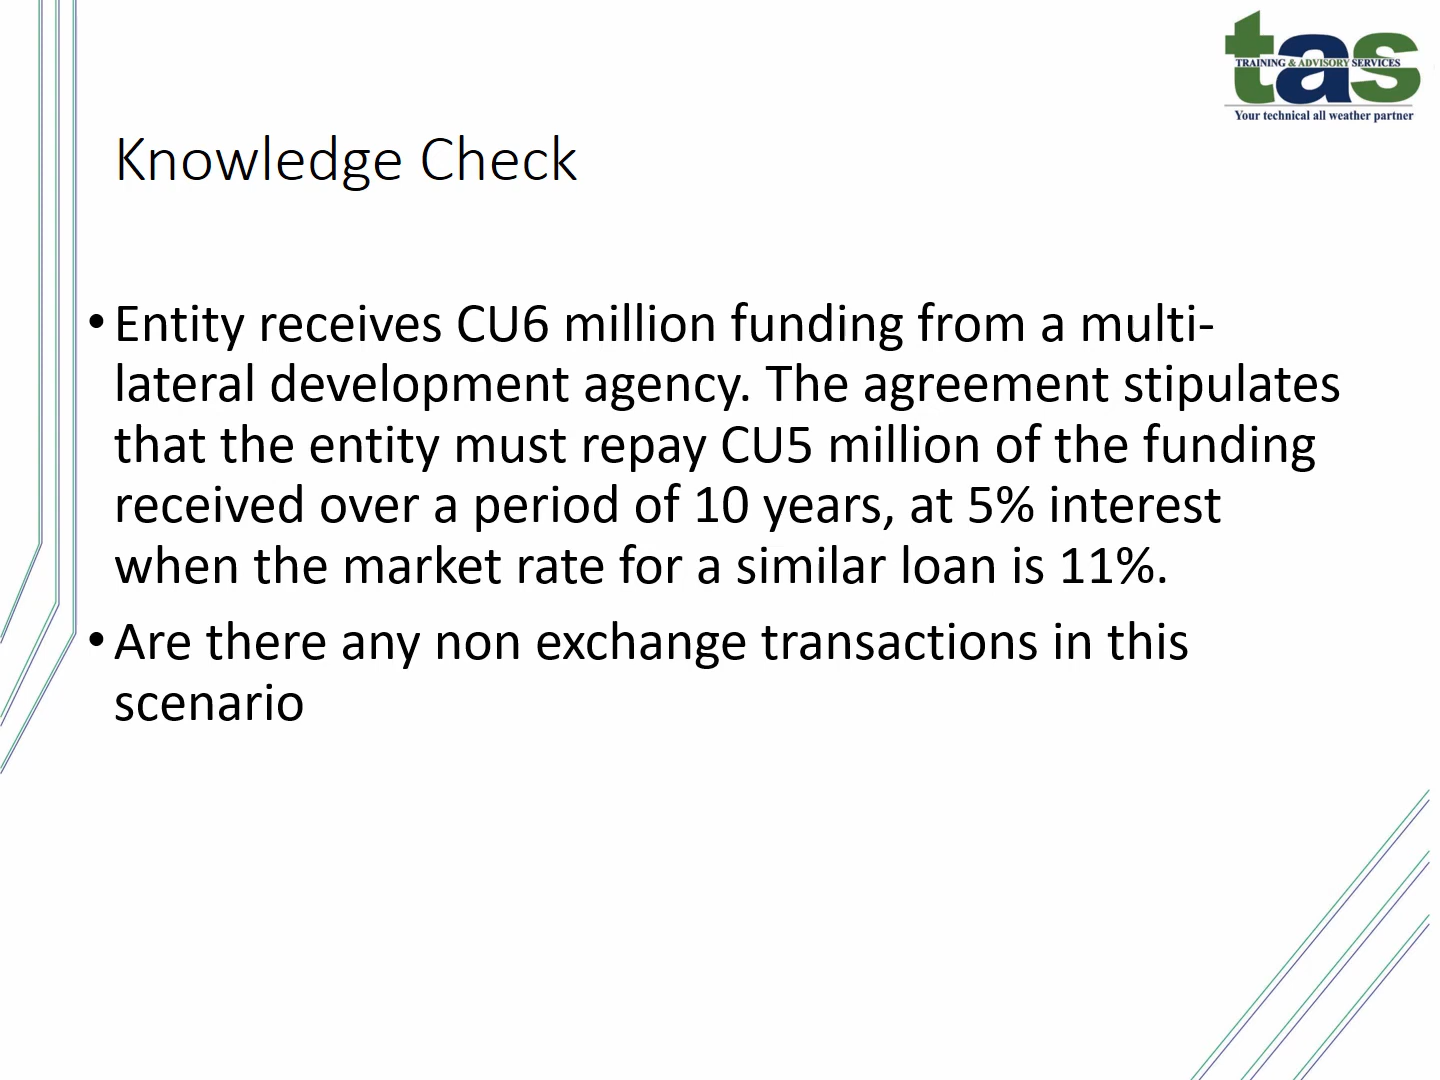 tas
TRAINING & ADVISORY SERVICES
Your technical all weather partner
Knowledge Check
• Entity receives CU6 million funding from a multi-
lateral development agency. The agreement stipulates
that the entity must repay CU5 million of the funding
received over a period of 10 years, at 5% interest
when the market rate for a similar loan is 11%.
• Are there any non exchange transactions in this
scenario